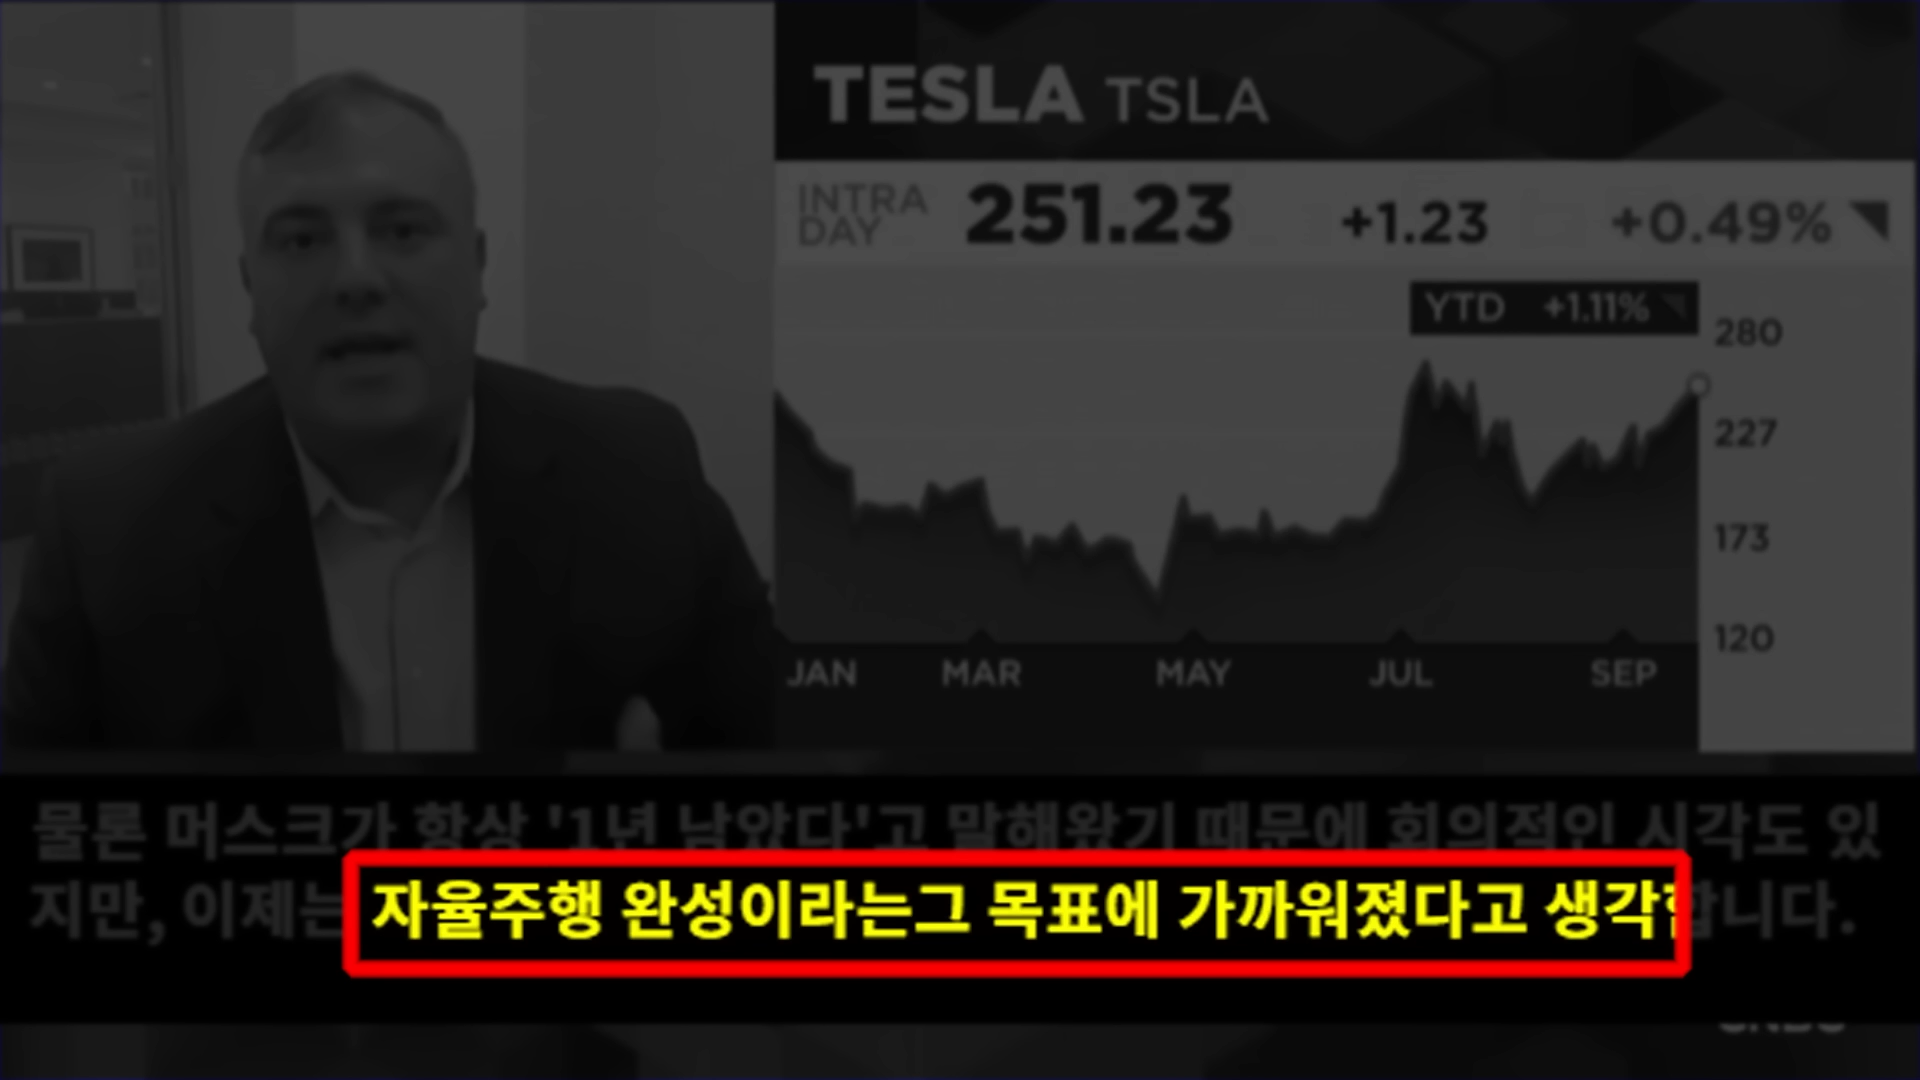 TESLA TSLA
INTRA DAY 251.23 +1.23 +0.49%
YTD +1.11%
280
227
173
120
JAN MAR MAY JUL SEP
물론 머스크가 항상 '1년 남았다'고 말해왔기 때문에 회의적인 시각도 있
지만, 이제는 자율주행 완성이라는그 목표에 가까워졌다고 생각합니다.